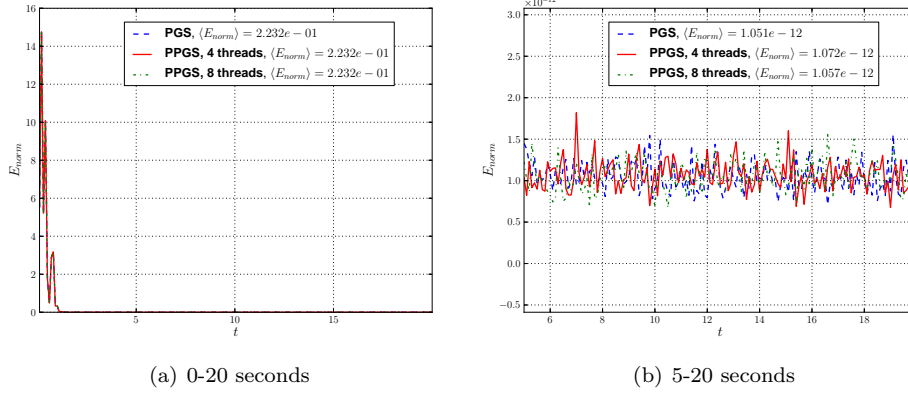 PGS, ⟨E_norm⟩ = 2.232e − 01
PPGS, 4 threads, ⟨E_norm⟩ = 2.232e − 01
PPGS, 8 threads, ⟨E_norm⟩ = 2.232e − 01
16
14
12
10
8
6
4
2
0
E_norm
5
10
15
t
(a) 0-20 seconds
PGS, ⟨E_norm⟩ = 1.051e − 12
PPGS, 4 threads, ⟨E_norm⟩ = 1.072e − 12
PPGS, 8 threads, ⟨E_norm⟩ = 1.057e − 12
3.0
2.5
2.0
1.5
1.0
0.5
0.0
−0.5
E_norm
6
8
10
12
14
16
18
t
(b) 5-20 seconds